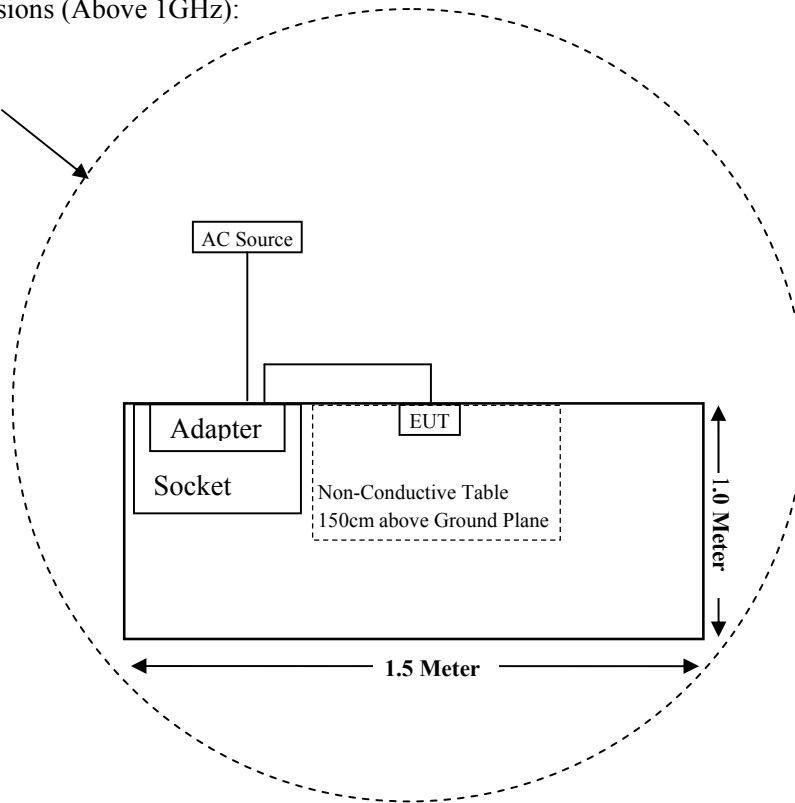 sions (Above 1GHz):
AC Source
Adapter
EUT
Socket
Non-Conductive Table
150cm above Ground Plane
1.0 Meter
1.5 Meter